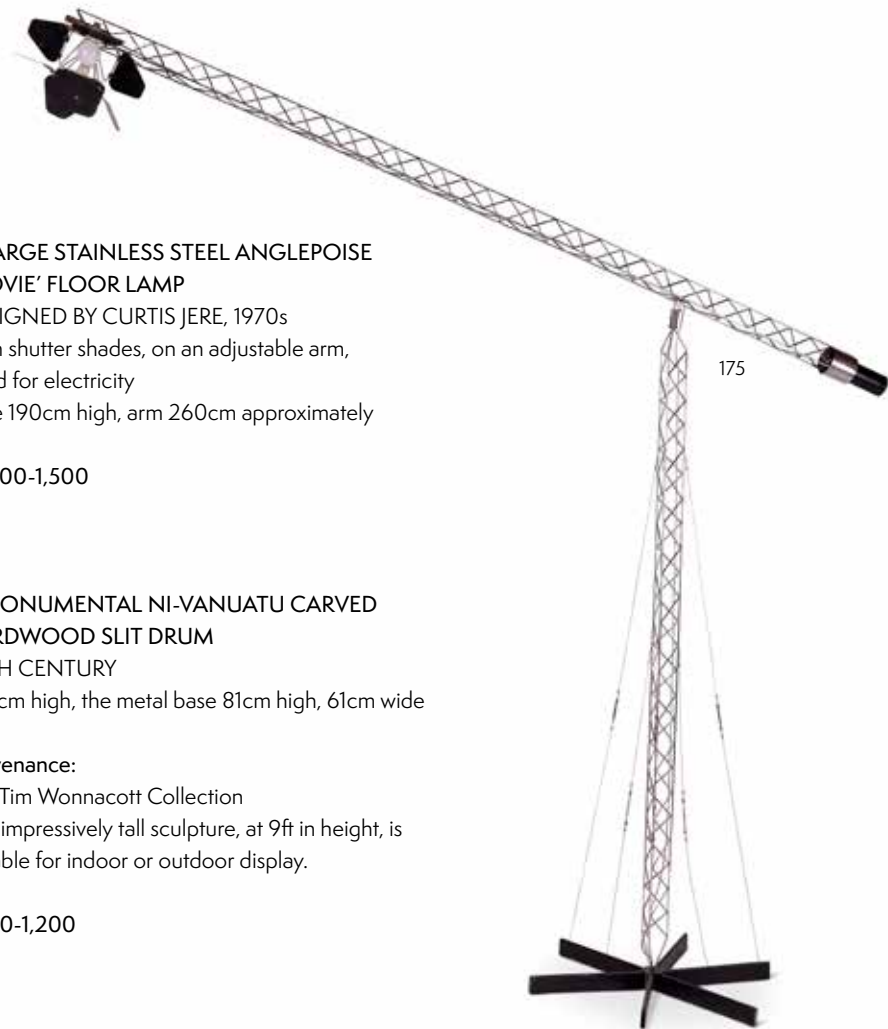 ARGE STAINLESS STEEL ANGLEPOISE
OVIE’ FLOOR LAMP
IGNED BY CURTIS JERE, 1970s
h shutter shades, on an adjustable arm,
d for electricity
e 190cm high, arm 260cm approximately
00-1,500
175
ONUMENTAL NI-VANUATU CARVED
RDWOOD SLIT DRUM
H CENTURY
cm high, the metal base 81cm high, 61cm wide
venance:
Tim Wonnacott Collection
impressively tall sculpture, at 9ft in height, is
able for indoor or outdoor display.
0-1,200